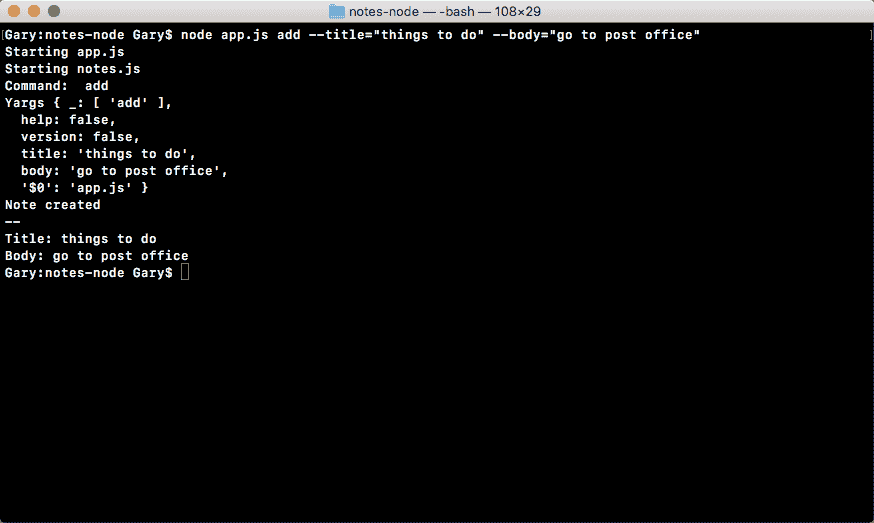 notes-node — -bash — 108×29
Gary:notes-node Gary$ node app.js add --title="things to do" --body="go to post office"
Starting app.js
Starting notes.js
Command:  add
Yargs { _: [ 'add' ],
  help: false,
  version: false,
  title: 'things to do',
  body: 'go to post office',
  '$0': 'app.js' }
Note created
--
Title: things to do
Body: go to post office
Gary:notes-node Gary$